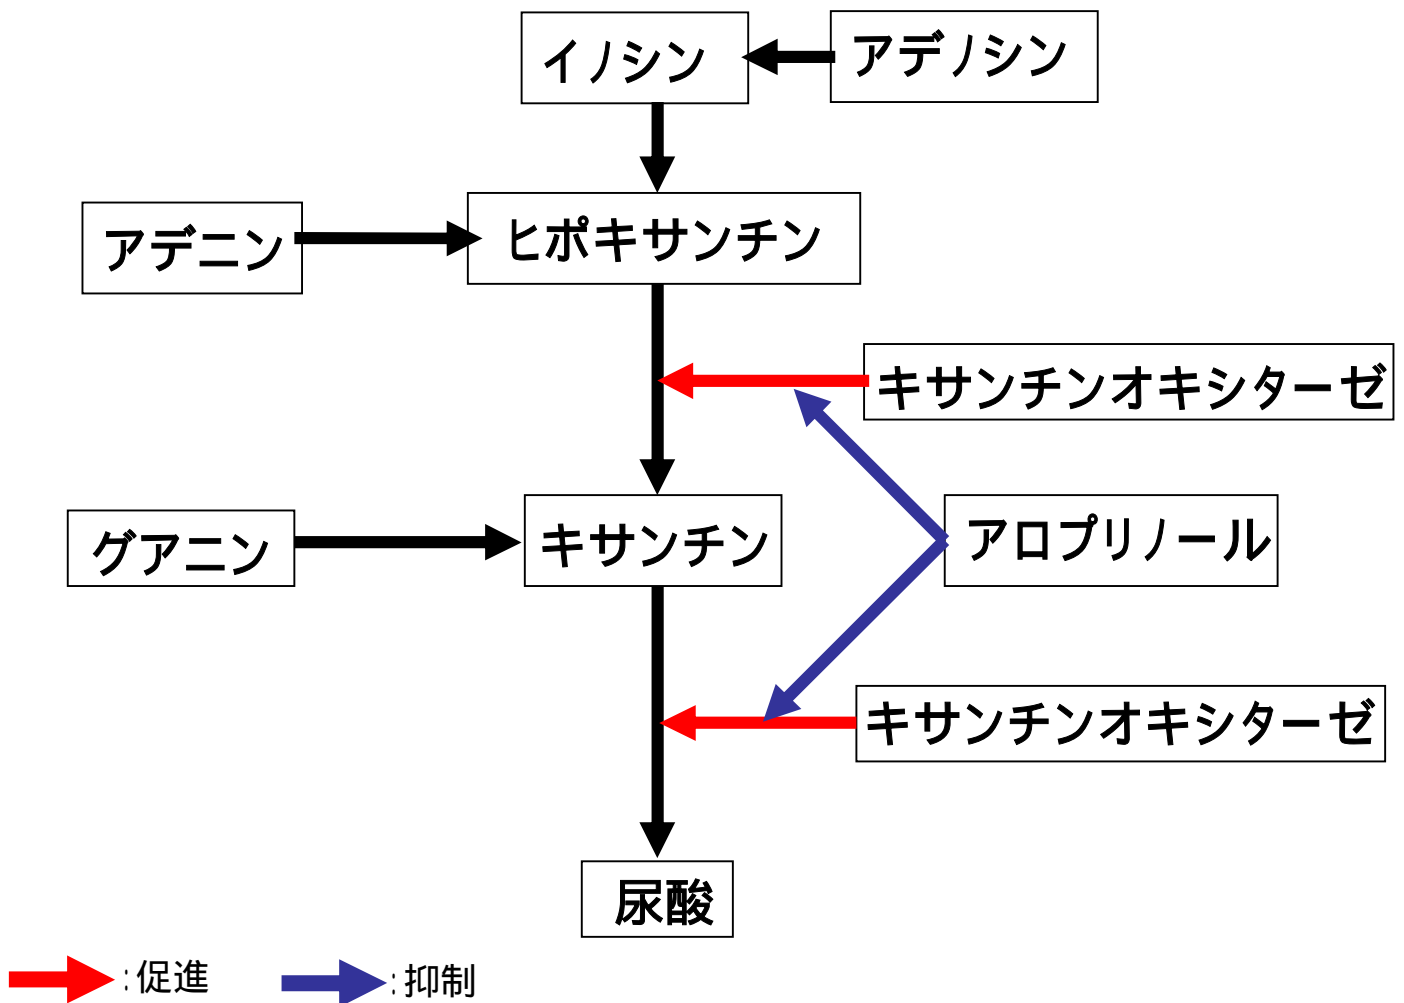 イノシン
アデノシン
アデニン
ヒポキサンチン
キサンチンオキシターゼ
グアニン
キサンチン
アロプリノール
キサンチンオキシターゼ
尿酸
:促進
:抑制